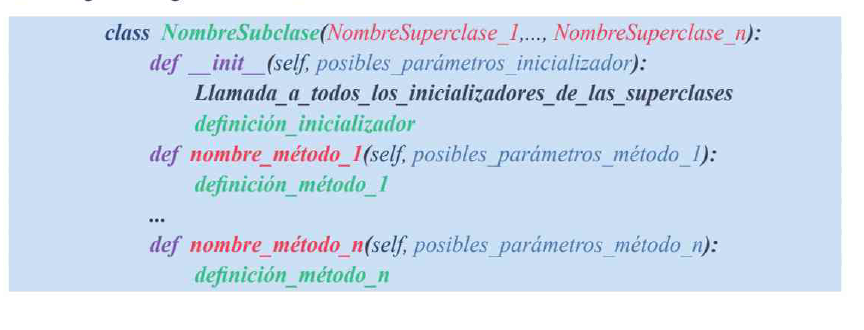 class NombreSubclase(NombreSuperclase_1,..., NombreSuperclase_n):
def __init__(self, posibles_parámetros_inicializador):
Llamada_a_todos_los_inicializadores_de_las_superclases
definición_inicializador
def nombre_método_1(self, posibles_parámetros_método_1):
definición_método_1
...
def nombre_método_n(self, posibles_parámetros_método_n):
definición_método_n